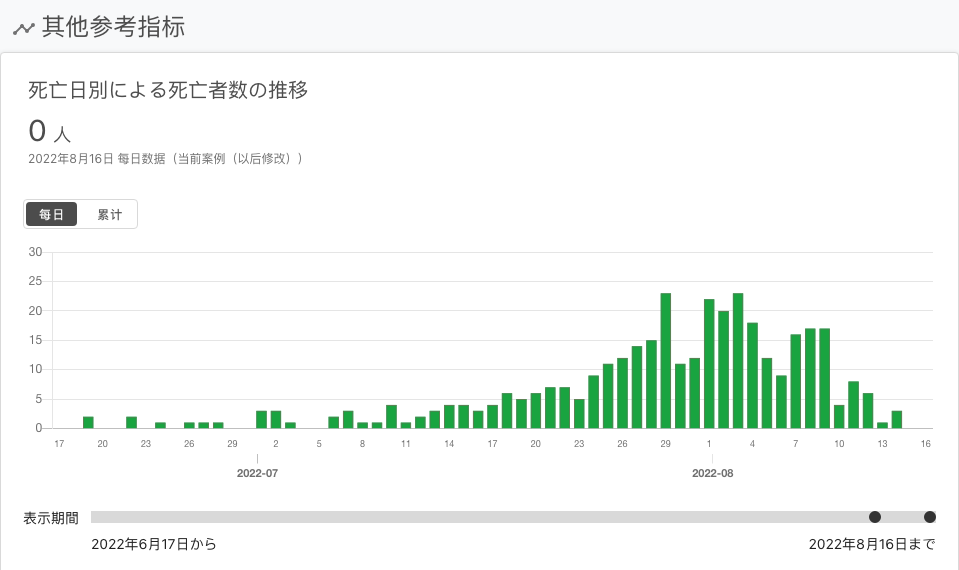 其他参考指标
死亡日別による死亡者数の推移
0 人
2022年8月16日 每日数据（当前案例（以后修改））
每日 累计
30
25
20
15
10
5
0
17 20 23 26 29 2 5 8 11 14 17 20 23 26 29 1 4 7 10 13 16
2022-07 2022-08
表示期間
2022年6月17日から 2022年8月16日まで